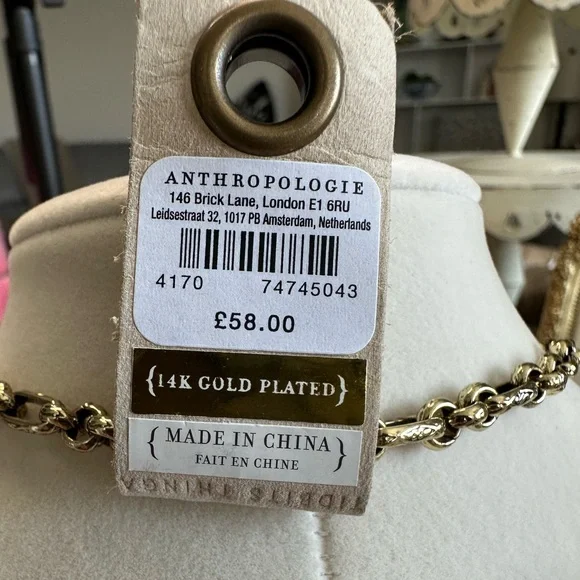 ANTHROPOLOGIE
146 Brick Lane, London E1 6RU
Leidsestraat 32, 1017 PB Amsterdam, Netherlands
4170 74745043
£58.00
{14K GOLD PLATED}
{MADE IN CHINA}
FAIT EN CHINE